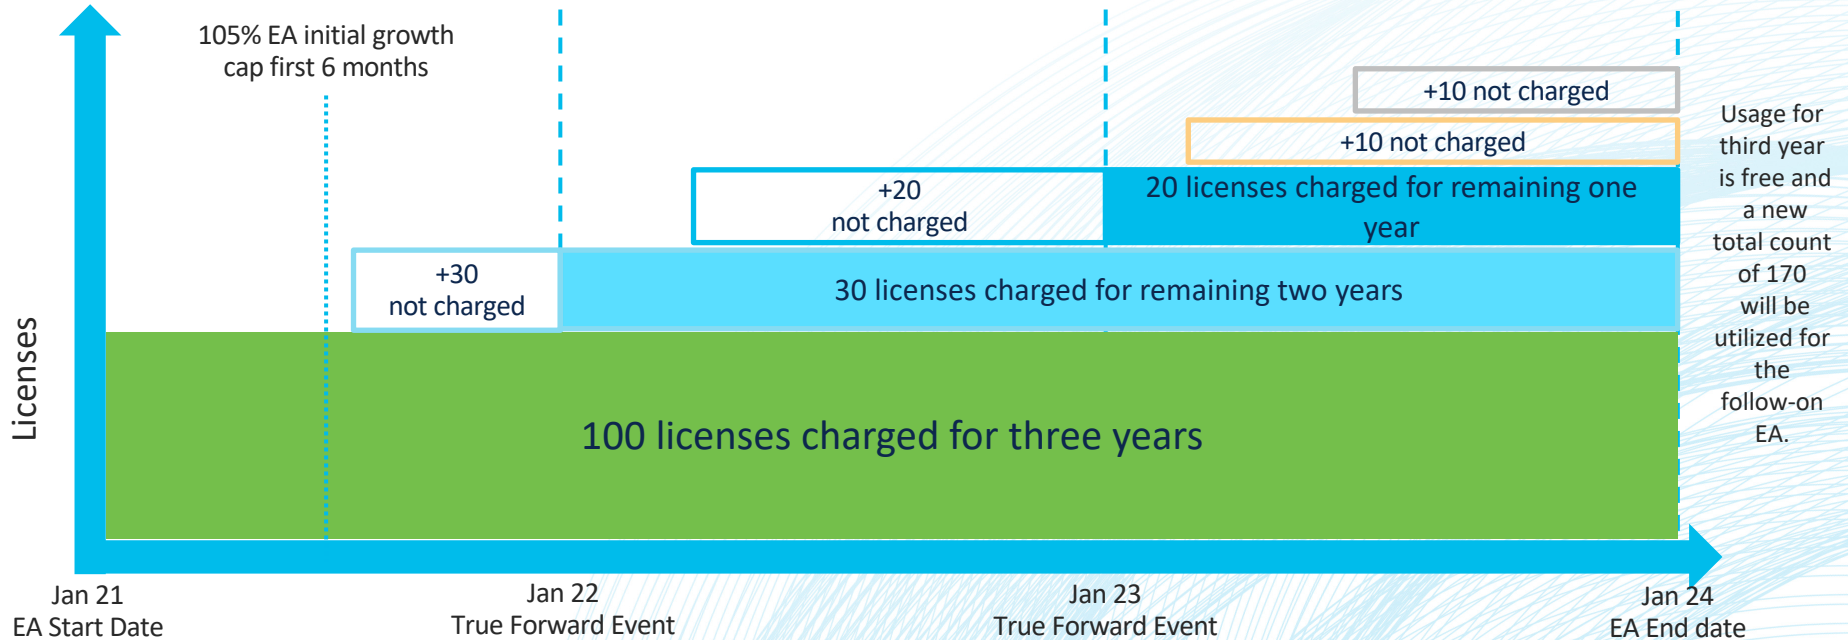 105% EA initial growth
cap first 6 months
+10 not charged
+10 not charged
+20
not charged
20 licenses charged for remaining one
year
+30
not charged
30 licenses charged for remaining two years
100 licenses charged for three years
Licenses
Usage for
third year
is free and
a new
total count
of 170
will be
utilized for
the
follow-on
EA.
Jan 21
EA Start Date
Jan 22
True Forward Event
Jan 23
True Forward Event
Jan 24
EA End date